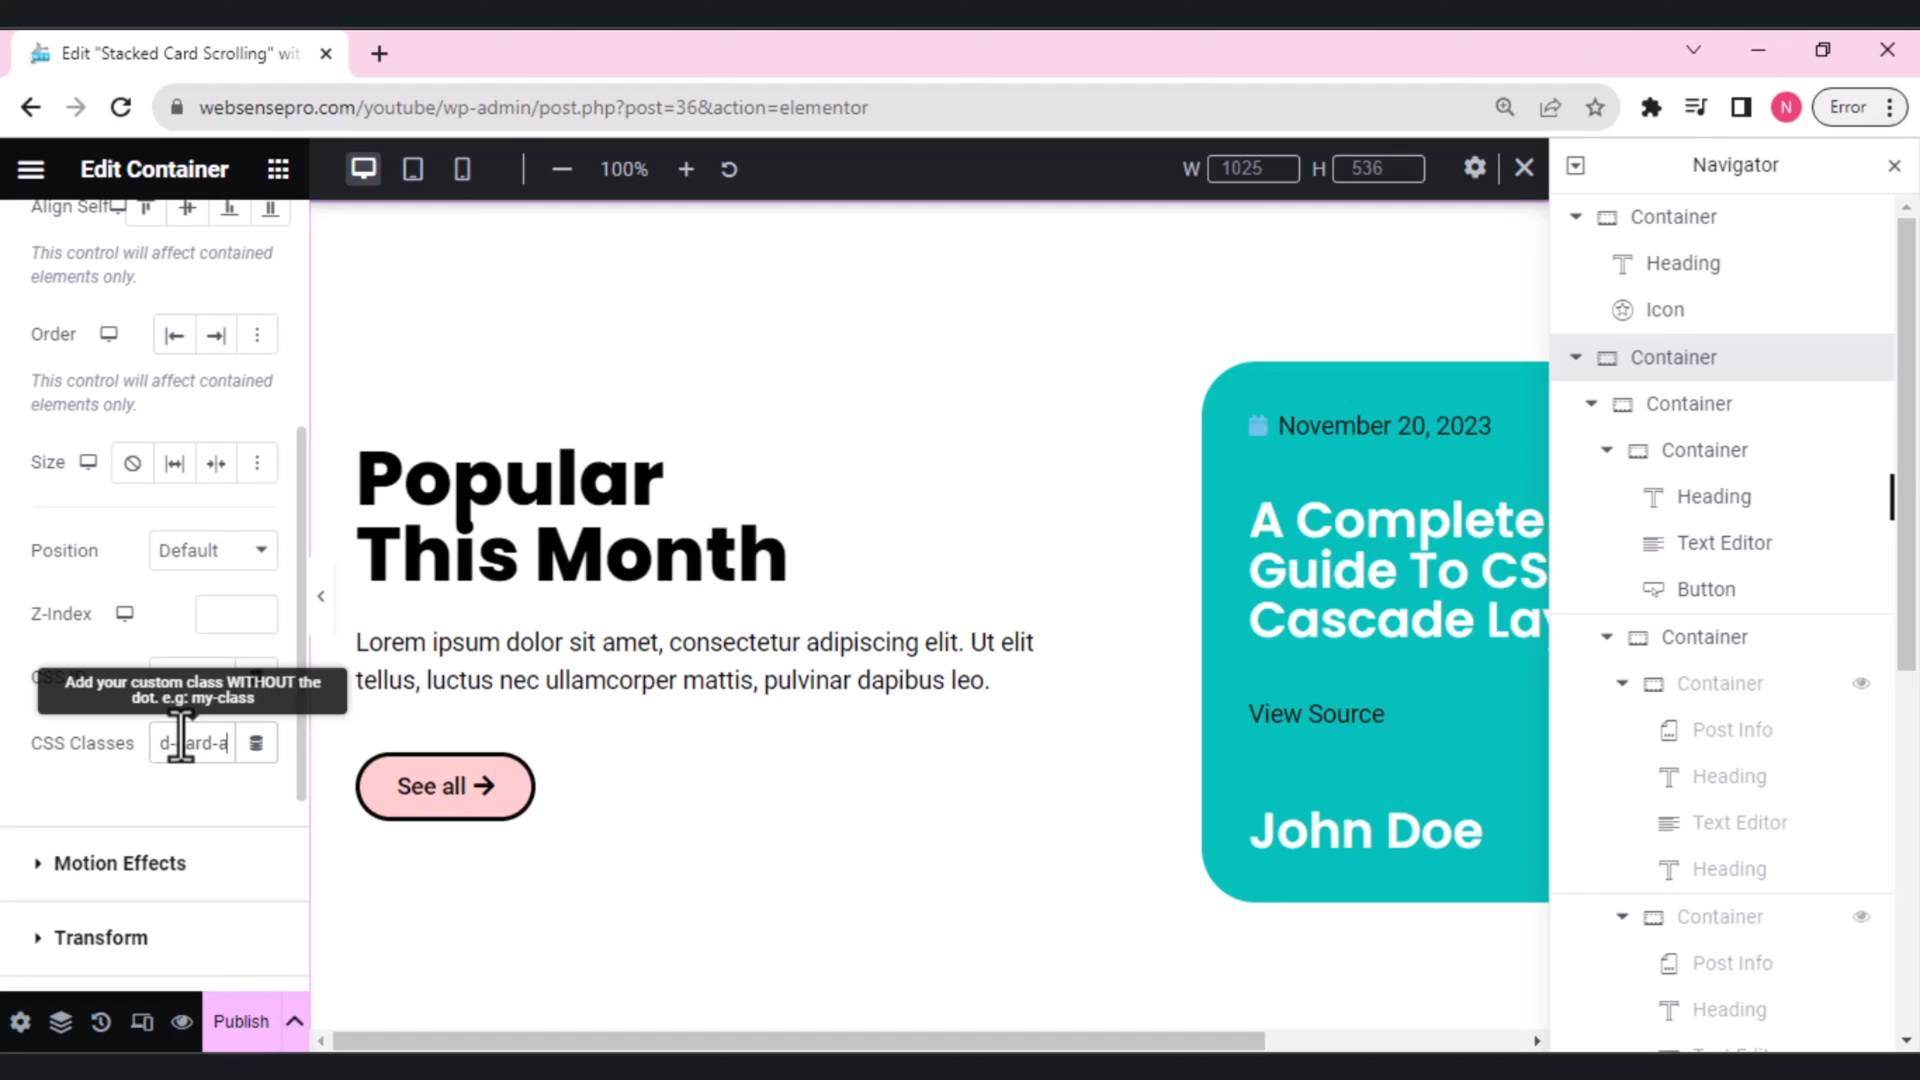 Edit "Stacked Card Scrolling" wit
websensepro.com/youtube/wp-admin/post.php?post=36&action=elementor
N
Error
Edit Container
100%
W 1025 H 536
Navigator
Align Self
This control will affect contained
elements only.
Order
This control will affect contained
elements only.
Size
Position Default
Z-Index
Add your custom class WITHOUT the
dot. e.g: my-class
CSS Classes
Motion Effects
Transform
Publish
Popular
This Month
Lorem ipsum dolor sit amet, consectetur adipiscing elit. Ut elit
tellus, luctus nec ullamcorper mattis, pulvinar dapibus leo.
See all
November 20, 2023
A Complete
Guide To CS
Cascade Lay
View Source
John Doe
Container
Heading
Icon
Container
Container
Container
Heading
Text Editor
Button
Container
Container
Post Info
Heading
Text Editor
Heading
Container
Post Info
Heading